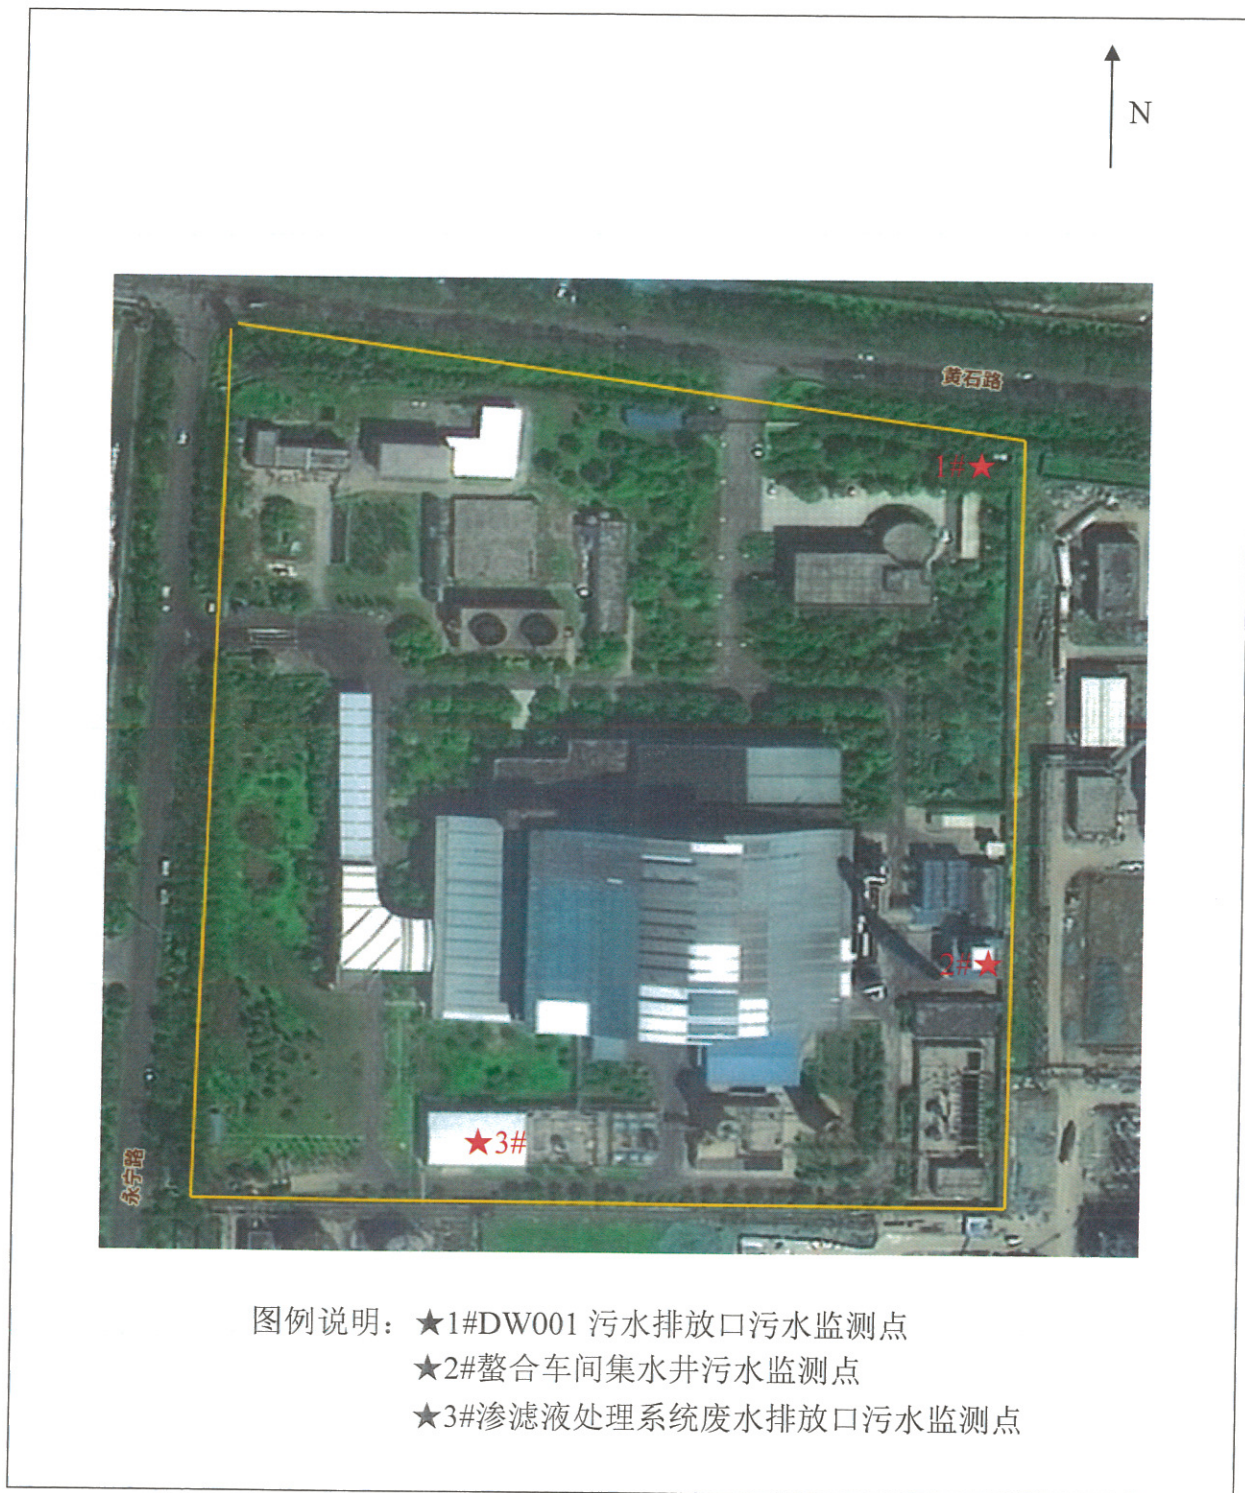 N
黄石路
1#★
2#★
★3#
永宁路
图例说明：★1#DW001 污水排放口污水监测点
★2#螯合车间集水井污水监测点
★3#渗滤液处理系统废水排放口污水监测点